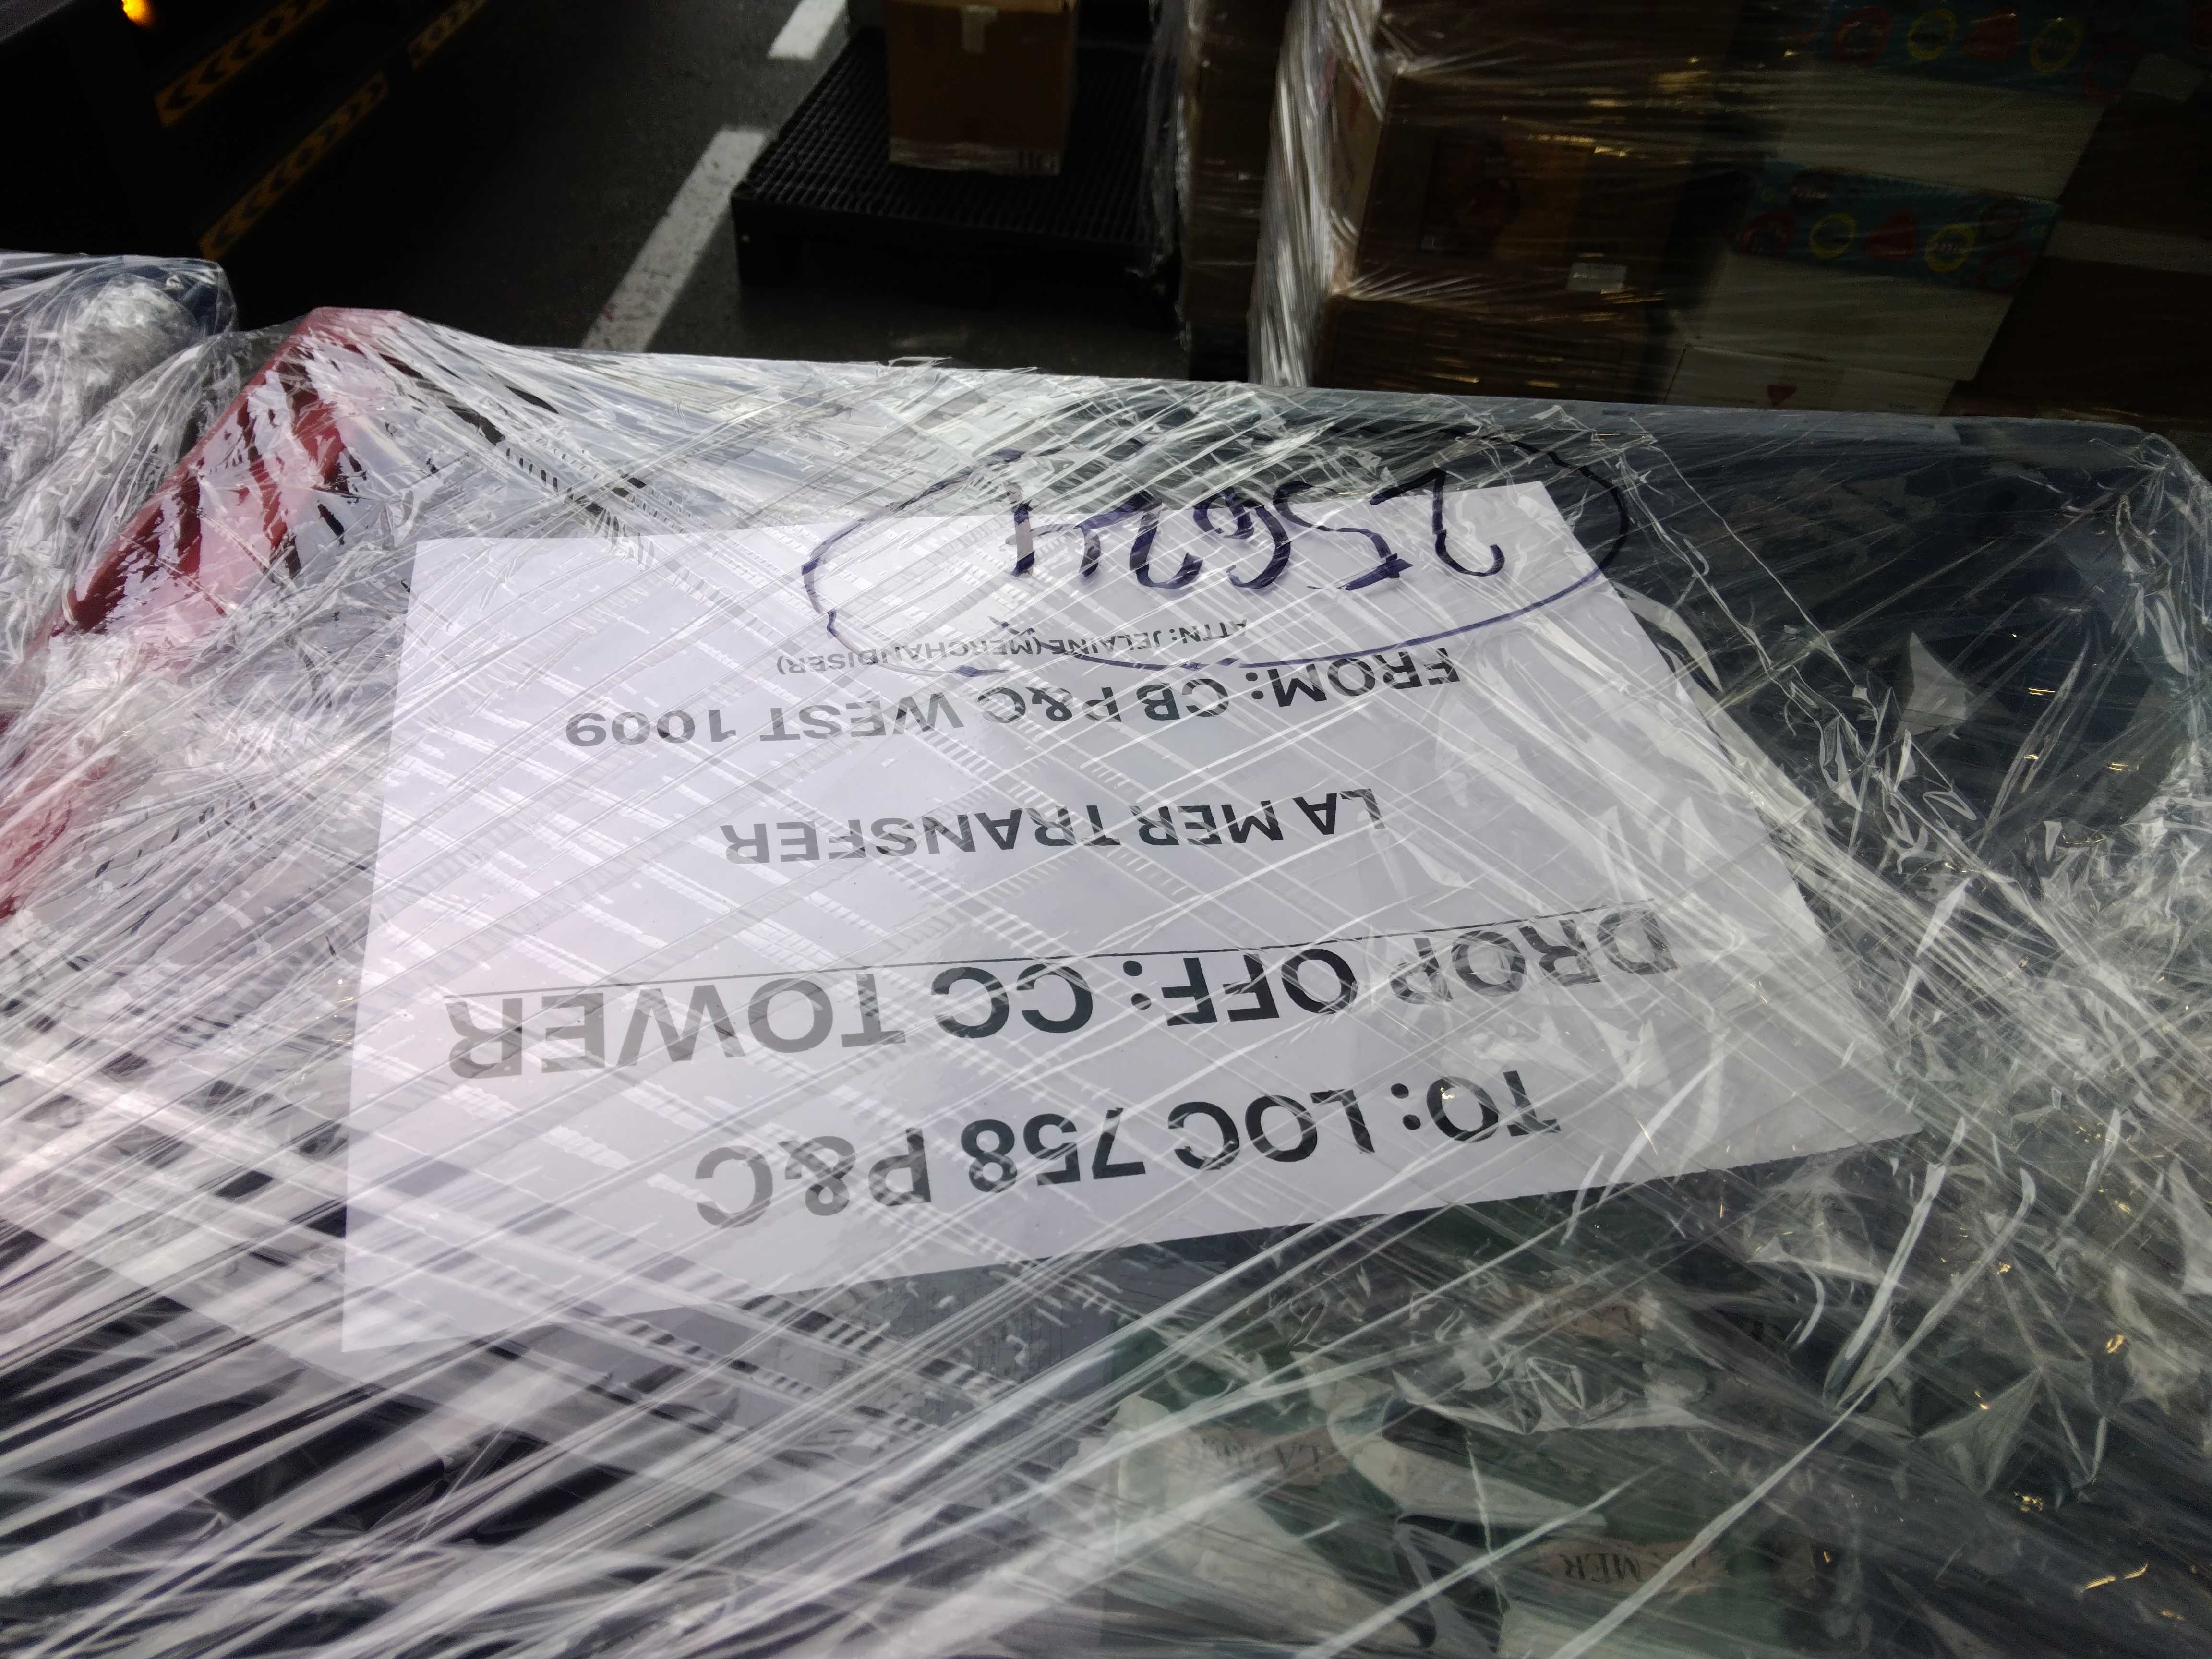 TO: LOC 758 P&C
DROP OFF: CC TOWER
LA MER TRANSFER
FROM: CB P&C WEST 1009
ATTN: JELAINE (MERCHANDISER)
25624